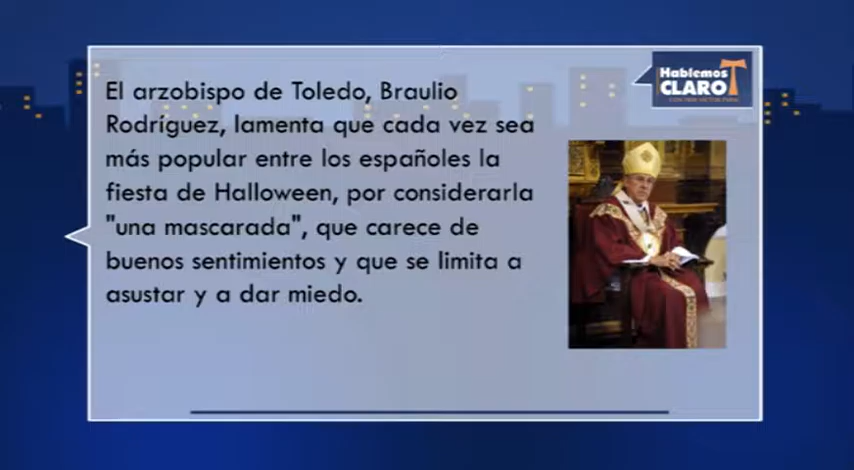 El arzobispo de Toledo, Braulio
Rodríguez, lamenta que cada vez sea
más popular entre los españoles la
fiesta de Halloween, por considerarla
"una mascarada", que carece de
buenos sentimientos y que se limita a
asustar y a dar miedo.
Hablemos
CLARO